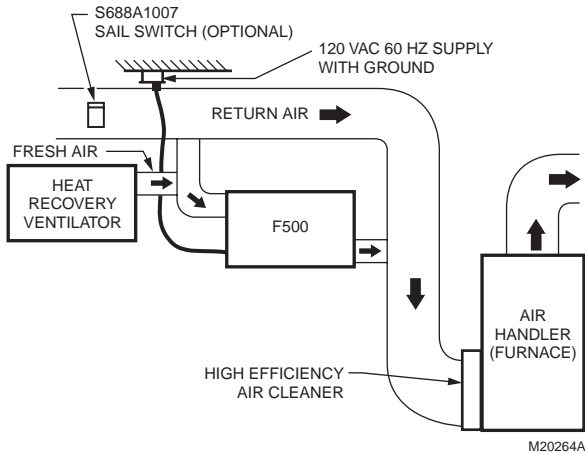 S688A1007
SAIL SWITCH (OPTIONAL)
120 VAC 60 HZ SUPPLY
WITH GROUND
RETURN AIR
FRESH AIR
HEAT
RECOVERY
VENTILATOR
F500
AIR
HANDLER
(FURNACE)
HIGH EFFICIENCY
AIR CLEANER
M20264A